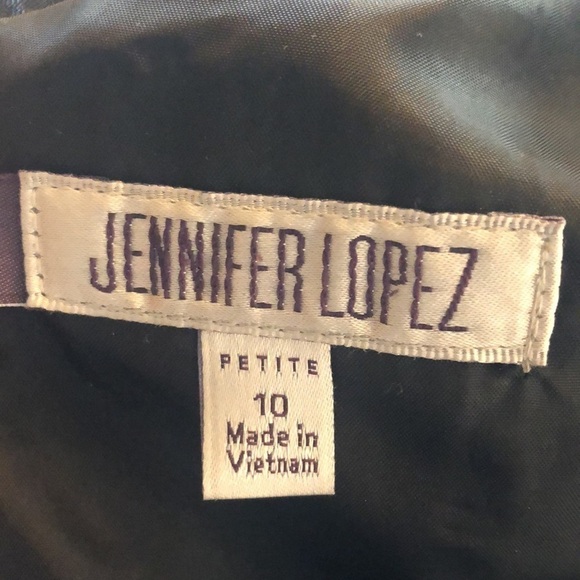 JENNIFER LOPEZ
PETITE
10
Made in
Vietnam